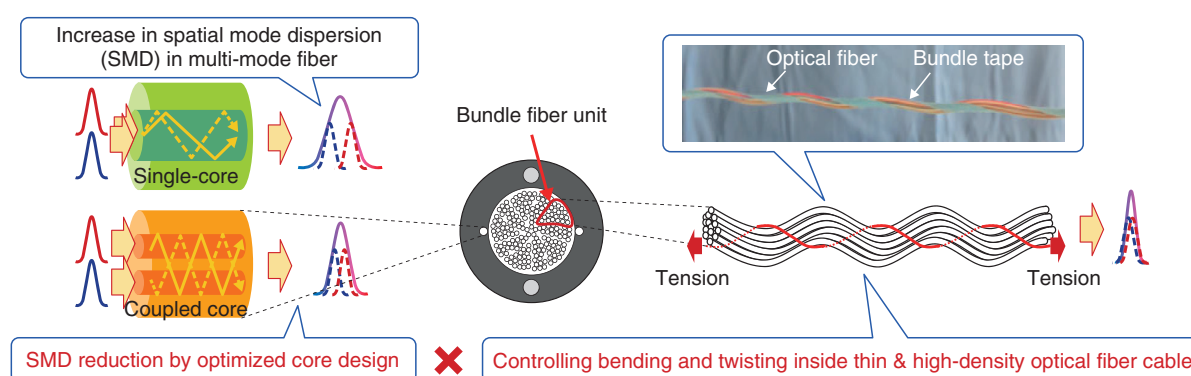 Increase in spatial mode dispersion
(SMD) in multi-mode fiber
Optical fiber
Bundle tape
Bundle fiber unit
Single-core
Coupled core
Tension
Tension
SMD reduction by optimized core design
Controlling bending and twisting inside thin & high-density optical fiber cable